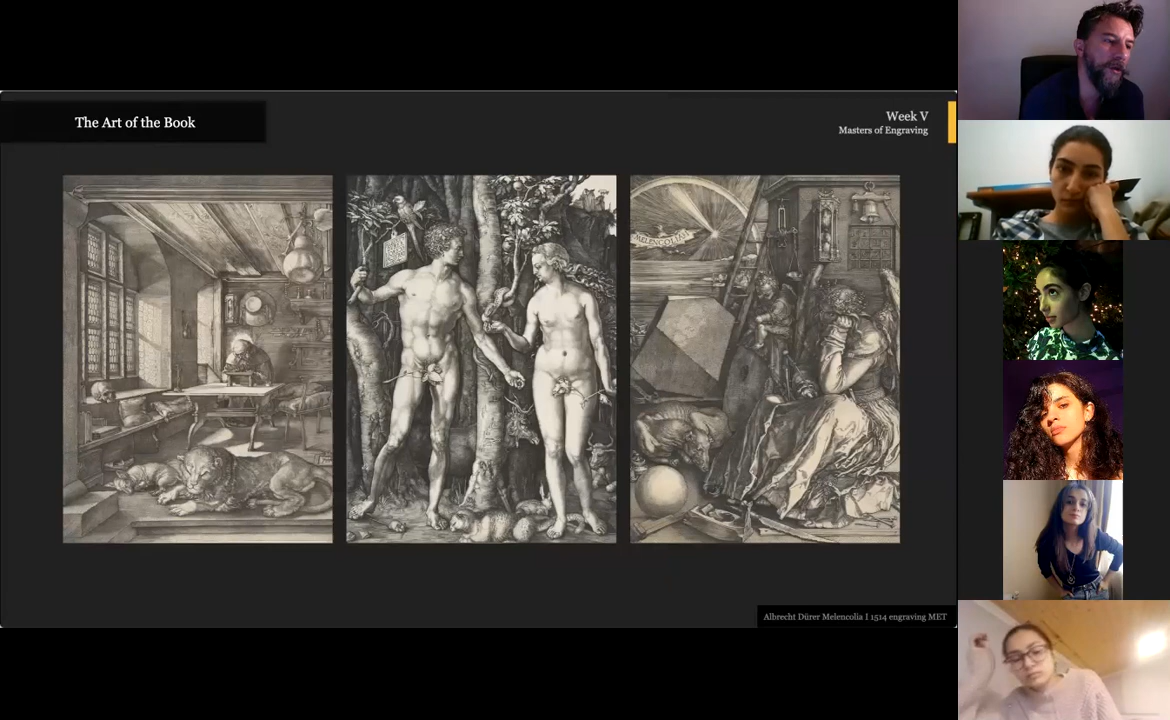 The Art of the Book
Week V
Masters of Engraving
MELENCOLIA I
Albrecht Dürer Melencolia I 1514 engraving MET